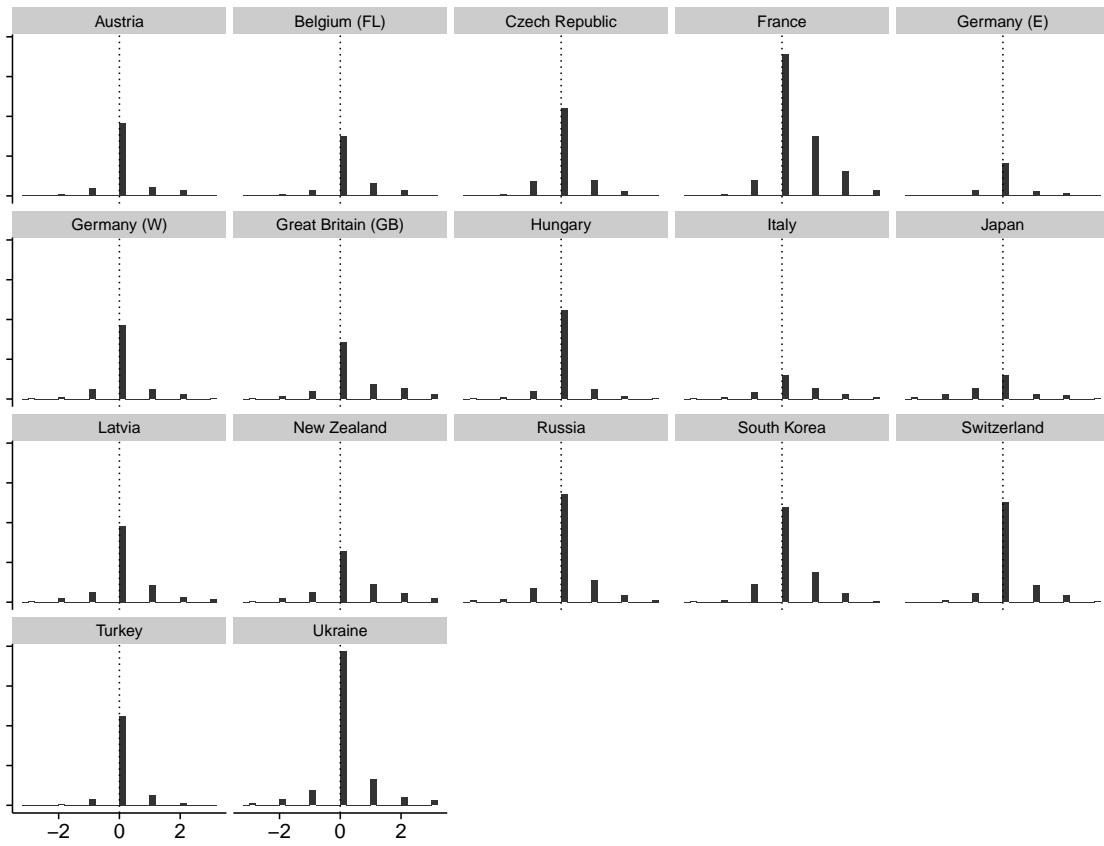 Austria Belgium (FL) Czech Republic France Germany (E)
Germany (W) Great Britain (GB) Hungary Italy Japan
Latvia New Zealand Russia South Korea Switzerland
Turkey Ukraine
−2 0 2 −2 0 2